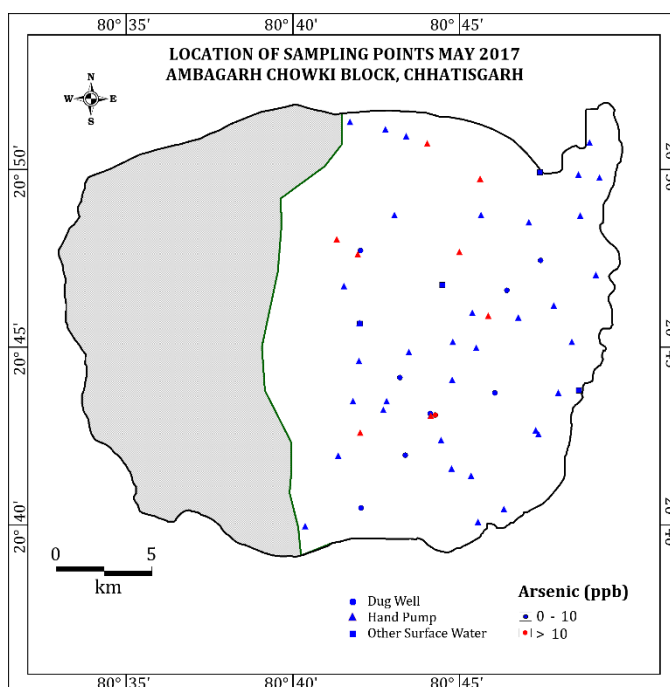 80° 35' 80° 40' 80° 45'
LOCATION OF SAMPLING POINTS MAY 2017
AMBAGARH CHOWKI BLOCK, CHHATISGARH
N
W E
S
20° 50'
20° 45'
20° 40'
0 5
km
Arsenic (ppb)
Dug Well
0 - 10
Hand Pump
> 10
Other Surface Water
80° 35' 80° 40' 80° 45'